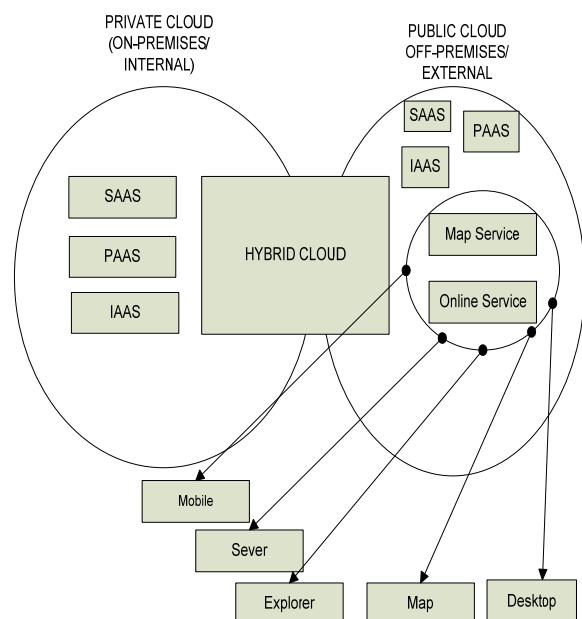 PRIVATE CLOUD
(ON-PREMISES/
INTERNAL)
PUBLIC CLOUD
OFF-PREMISES/
EXTERNAL
SAAS
PAAS
IAAS
SAAS
PAAS
IAAS
HYBRID CLOUD
Map Service
Online Service
Mobile
Sever
Explorer
Map
Desktop